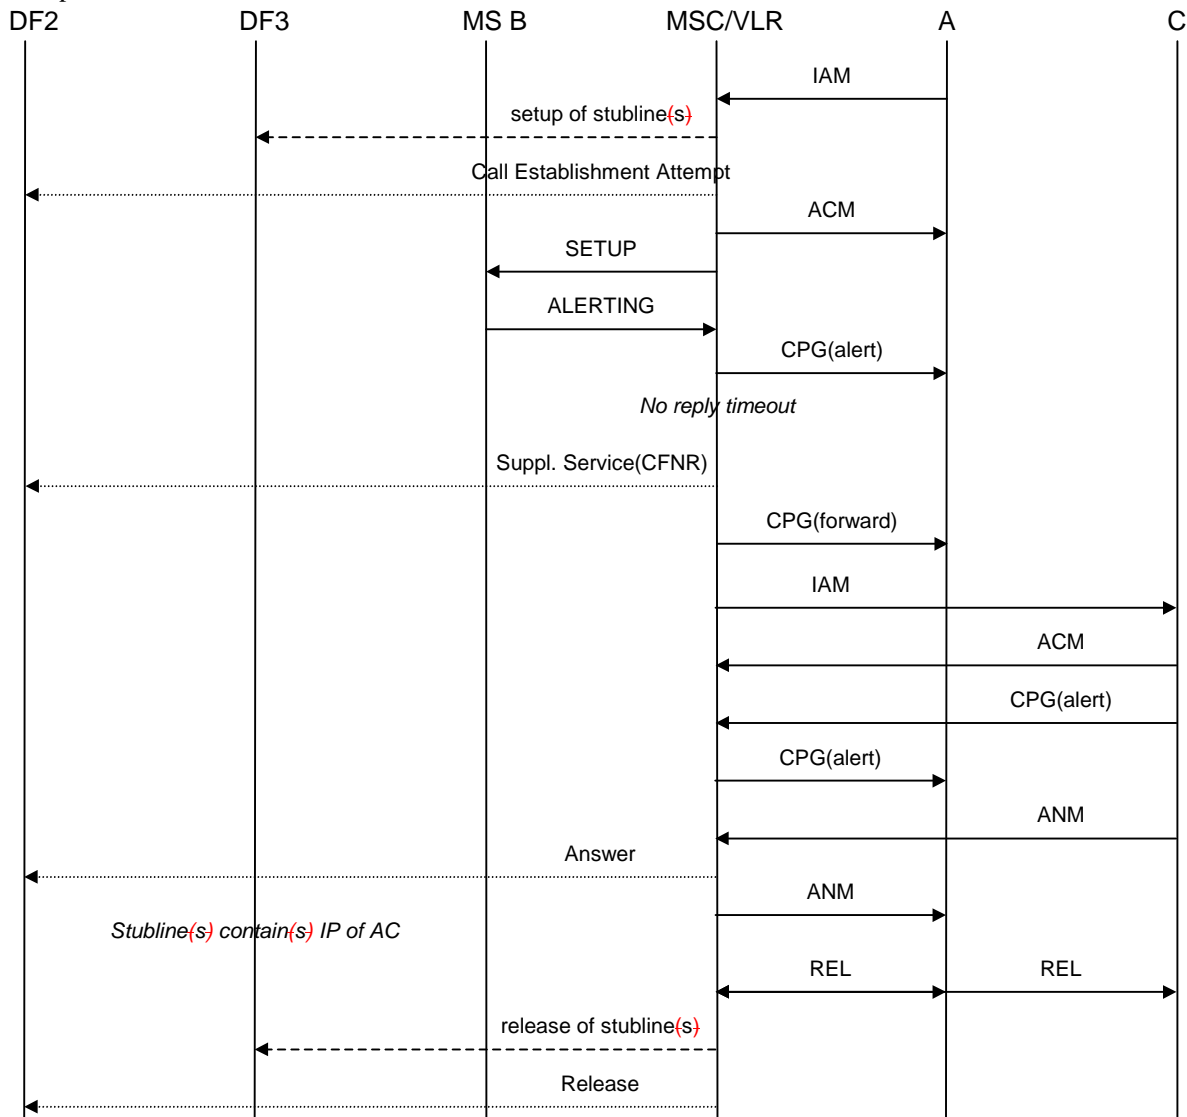 DF2 DF3 MS B MSC/VLR A C
IAM
setup of stubline(s)
Call Establishment Attempt
ACM
SETUP
ALERTING
CPG(alert)
No reply timeout
Suppl. Service(CFNR)
CPG(forward)
IAM
ACM
CPG(alert)
CPG(alert)
ANM
Answer
ANM
Stubline(s) contain(s) IP of AC
REL REL
release of stubline(s)
Release